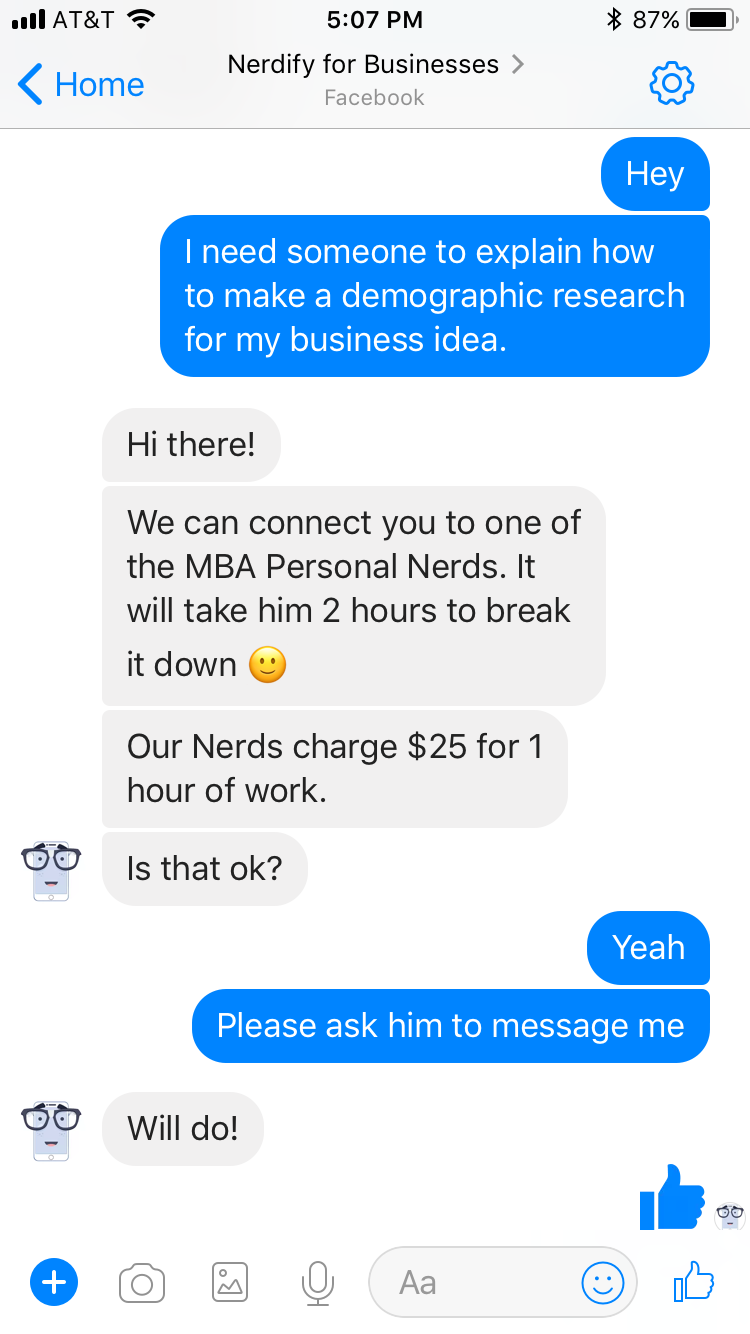 AT&T 5:07 PM 87%
Home
Nerdify for Businesses
Facebook
Hey
I need someone to explain how
to make a demographic research
for my business idea.
Hi there!
We can connect you to one of
the MBA Personal Nerds. It
will take him 2 hours to break
it down 🙂
Our Nerds charge $25 for 1
hour of work.
Is that ok?
Yeah
Please ask him to message me
Will do!
Aa